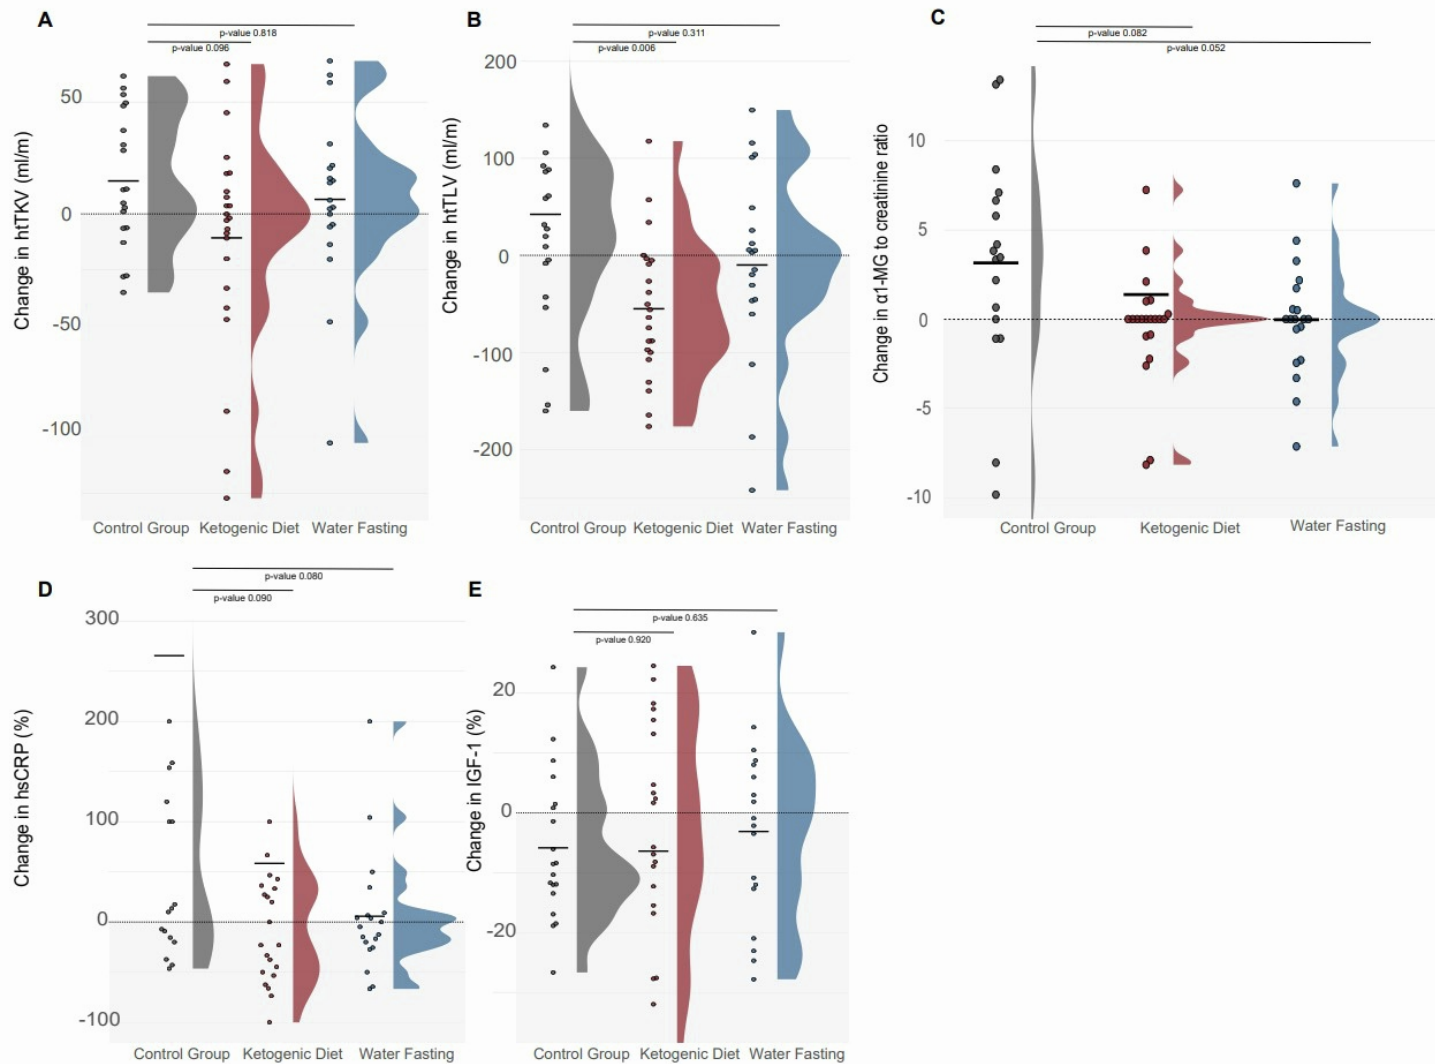 A
p-value 0.818
p-value 0.096
Change in htTKV (ml/m)
50
0
-50
-100
Control Group Ketogenic Diet Water Fasting
B
p-value 0.311
p-value 0.006
Change in htTLV (ml/m)
200
100
0
-100
-200
Control Group Ketogenic Diet Water Fasting
C
p-value 0.082
p-value 0.052
Change in α1-MG to creatinine ratio
10
5
0
-5
-10
Control Group Ketogenic Diet Water Fasting
D
p-value 0.080
p-value 0.090
Change in hsCRP (%)
300
200
100
0
-100
Control Group Ketogenic Diet Water Fasting
E
p-value 0.635
p-value 0.920
Change in IGF-1 (%)
20
0
-20
Control Group Ketogenic Diet Water Fasting